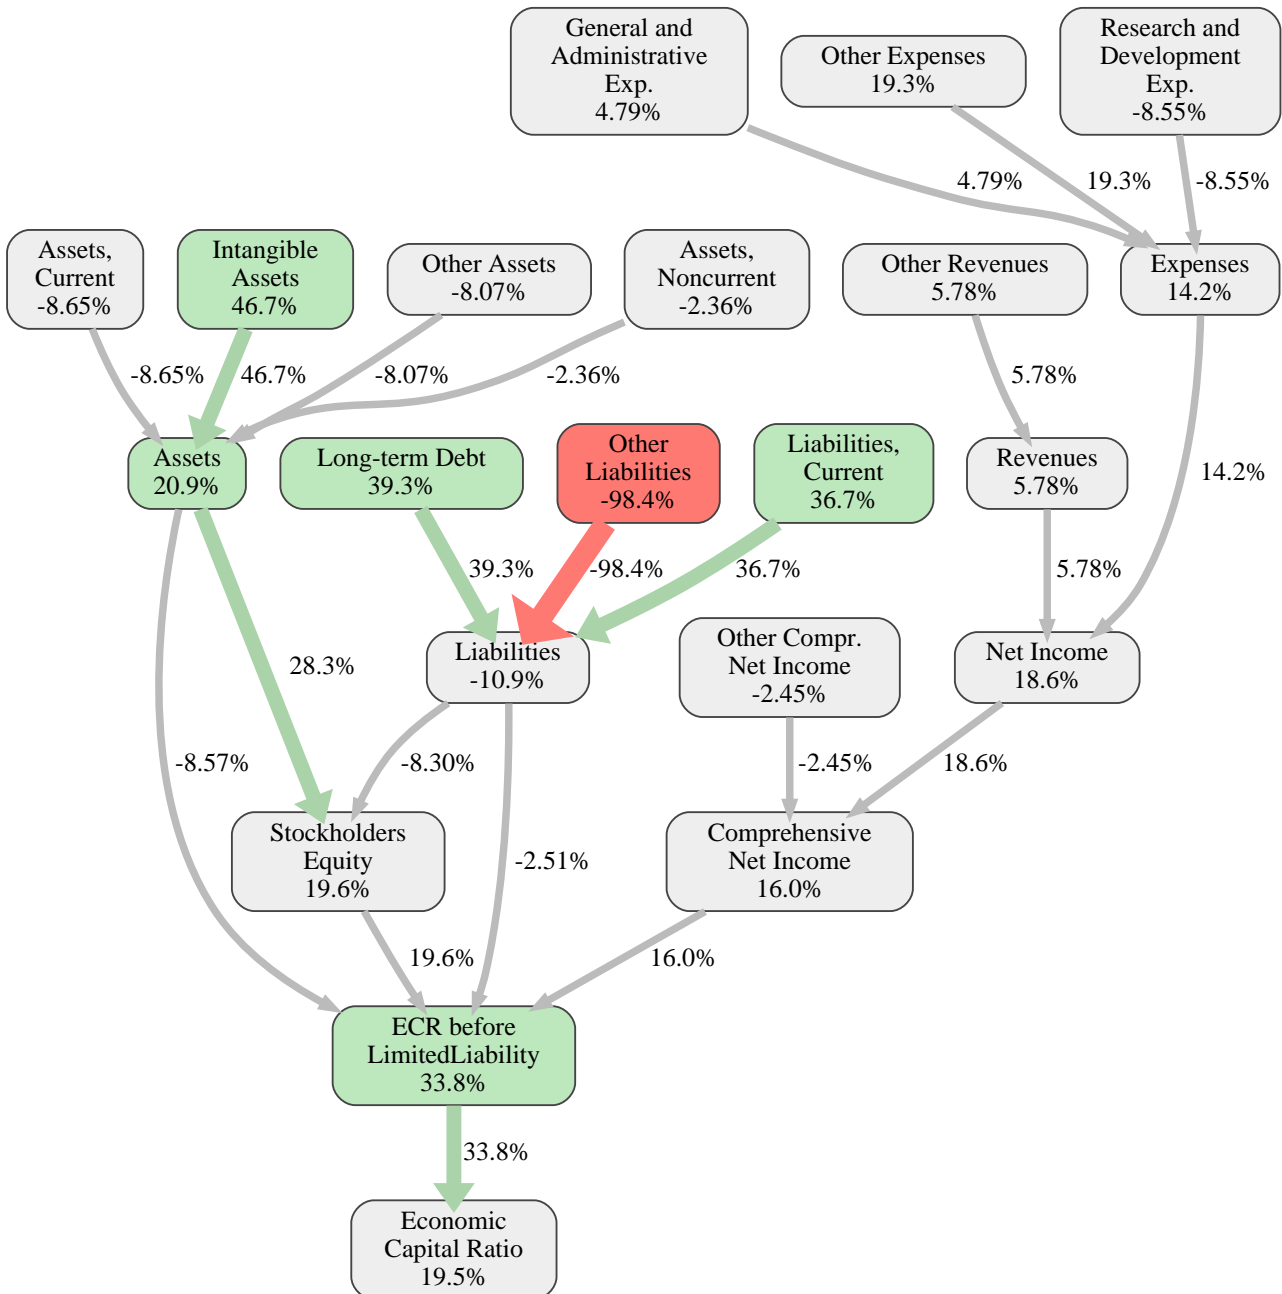 General and
Administrative
Exp.
4.79%
Other Expenses
19.3%
Research and
Development
Exp.
-8.55%
4.79%
19.3%
-8.55%
Assets,
Current
-8.65%
Intangible
Assets
46.7%
Other Assets
-8.07%
Assets,
Noncurrent
-2.36%
Other Revenues
5.78%
Expenses
14.2%
-8.65%
46.7%
-8.07%
-2.36%
5.78%
Assets
20.9%
Long-term Debt
39.3%
Other
Liabilities
-98.4%
Liabilities,
Current
36.7%
Revenues
5.78%
14.2%
39.3%
-98.4%
36.7%
5.78%
28.3%
Liabilities
-10.9%
Other Compr.
Net Income
-2.45%
Net Income
18.6%
-8.57%
-8.30%
-2.45%
18.6%
Stockholders
Equity
19.6%
-2.51%
Comprehensive
Net Income
16.0%
19.6%
16.0%
ECR before
LimitedLiability
33.8%
33.8%
Economic
Capital Ratio
19.5%